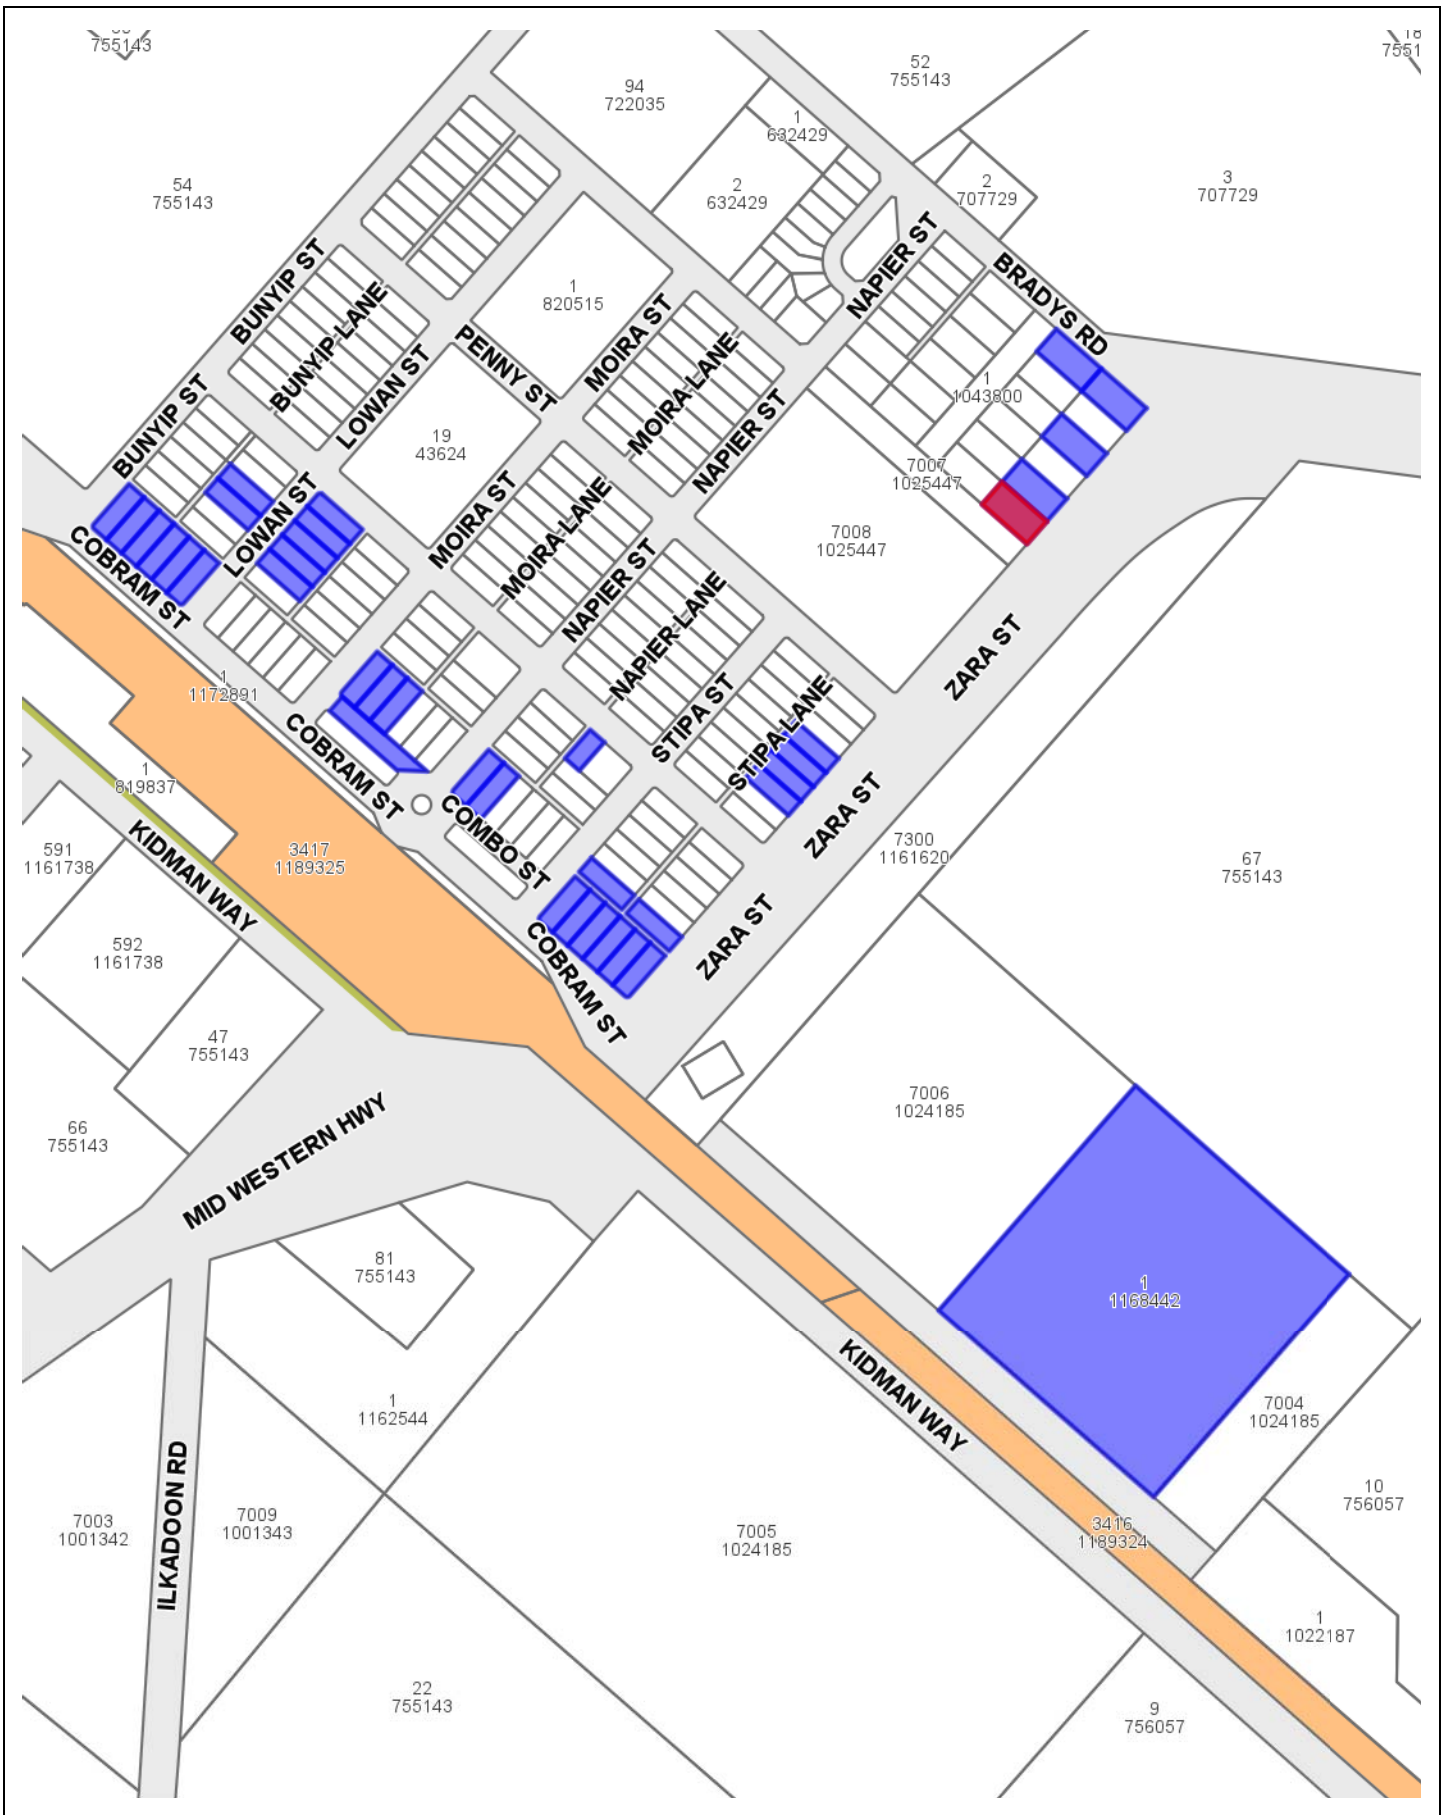 755143
94
722035
52
755143
1
632429
54
755143
2
632429
2
707729
3
707729
NAPIER ST
BRADYS RD
BUNYIP ST
BUNYIP LANE
1
820515
MOIRA ST
PENNY ST
MOIRA LANE
LOWAN ST
1
1043800
BUNYIP ST
19
43624
NAPIER ST
7007
1025447
LOWAN ST
MOIRA ST
MOIRA LANE
7008
1025447
COBRAM ST
NAPIER ST
NAPIER LANE
ZARA ST
1
1172891
STIPA ST
STIPA LANE
COBRAM ST
1
819837
ZARA ST
COMBO ST
KIDMAN WAY
591
1161738
3417
1189325
7300
1161620
67
755143
592
1161738
COBRAM ST
ZARA ST
47
755143
7006
1024185
66
755143
MID WESTERN HWY
81
755143
1
1168442
1
1162544
KIDMAN WAY
7004
1024185
ILKADOON RD
7003
1001342
7009
1001343
7005
1024185
10
756057
3416
1189324
1
1022187
22
755143
9
756057